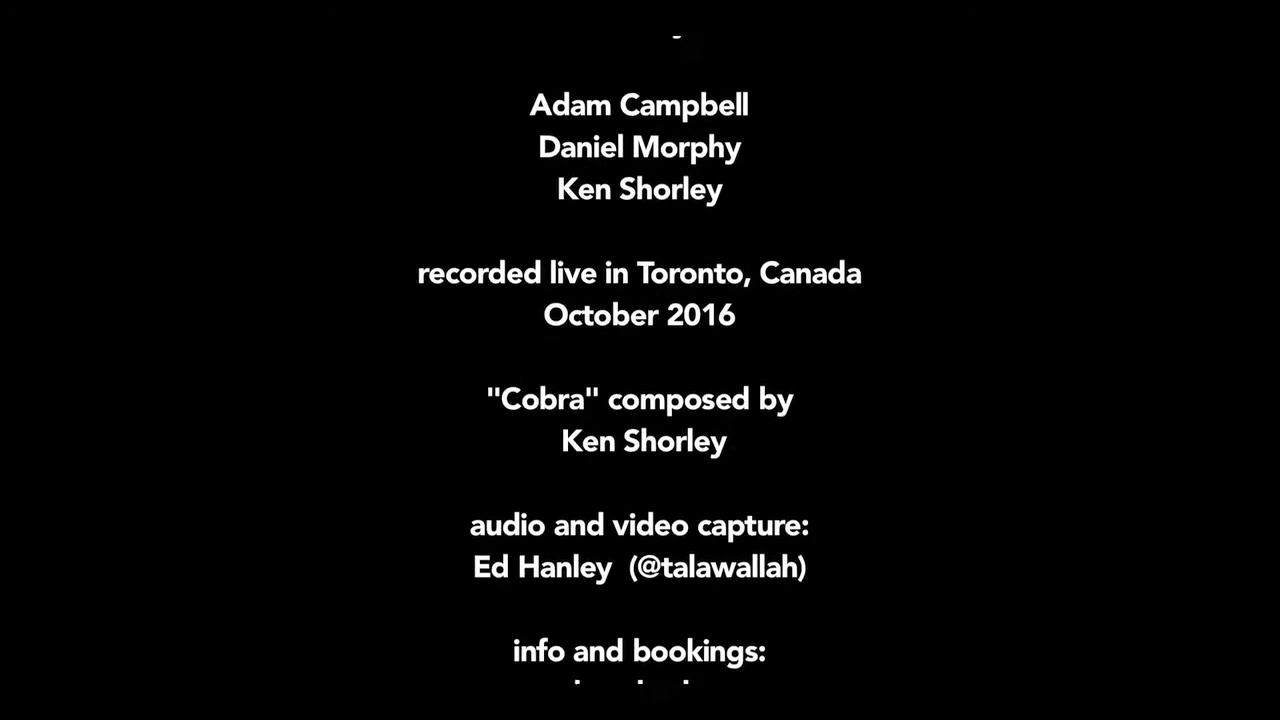 Adam Campbell
Daniel Morphy
Ken Shorley
recorded live in Toronto, Canada
October 2016
"Cobra" composed by
Ken Shorley
audio and video capture:
Ed Hanley (@talawallah)
info and bookings: